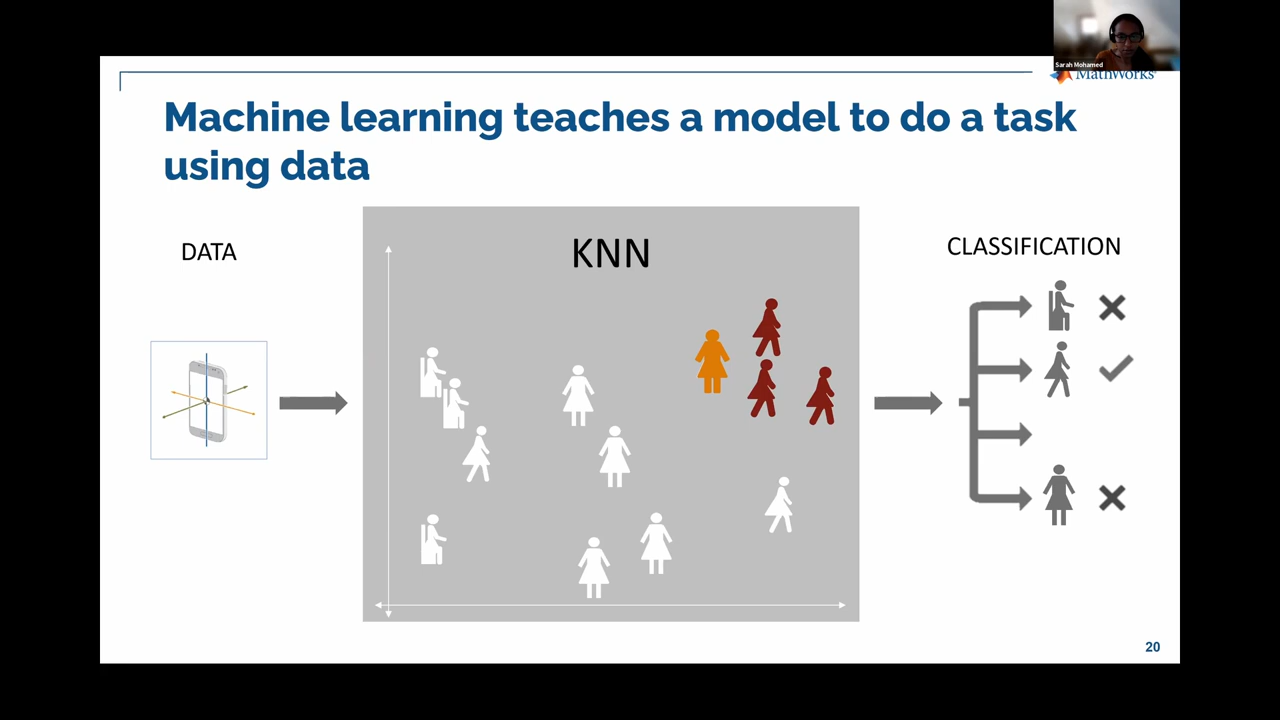 Sarah Mohamed
MathWorks
Machine learning teaches a model to do a task
using data
DATA
KNN
CLASSIFICATION
20